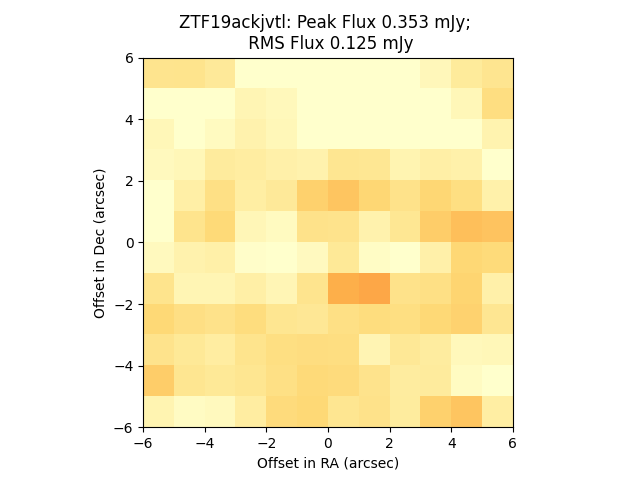 ZTF19ackjvtl: Peak Flux 0.353 mJy;
RMS Flux 0.125 mJy
6
4
2
0
−2
−4
−6
Offset in Dec (arcsec)
−6 −4 −2 0 2 4 6
Offset in RA (arcsec)